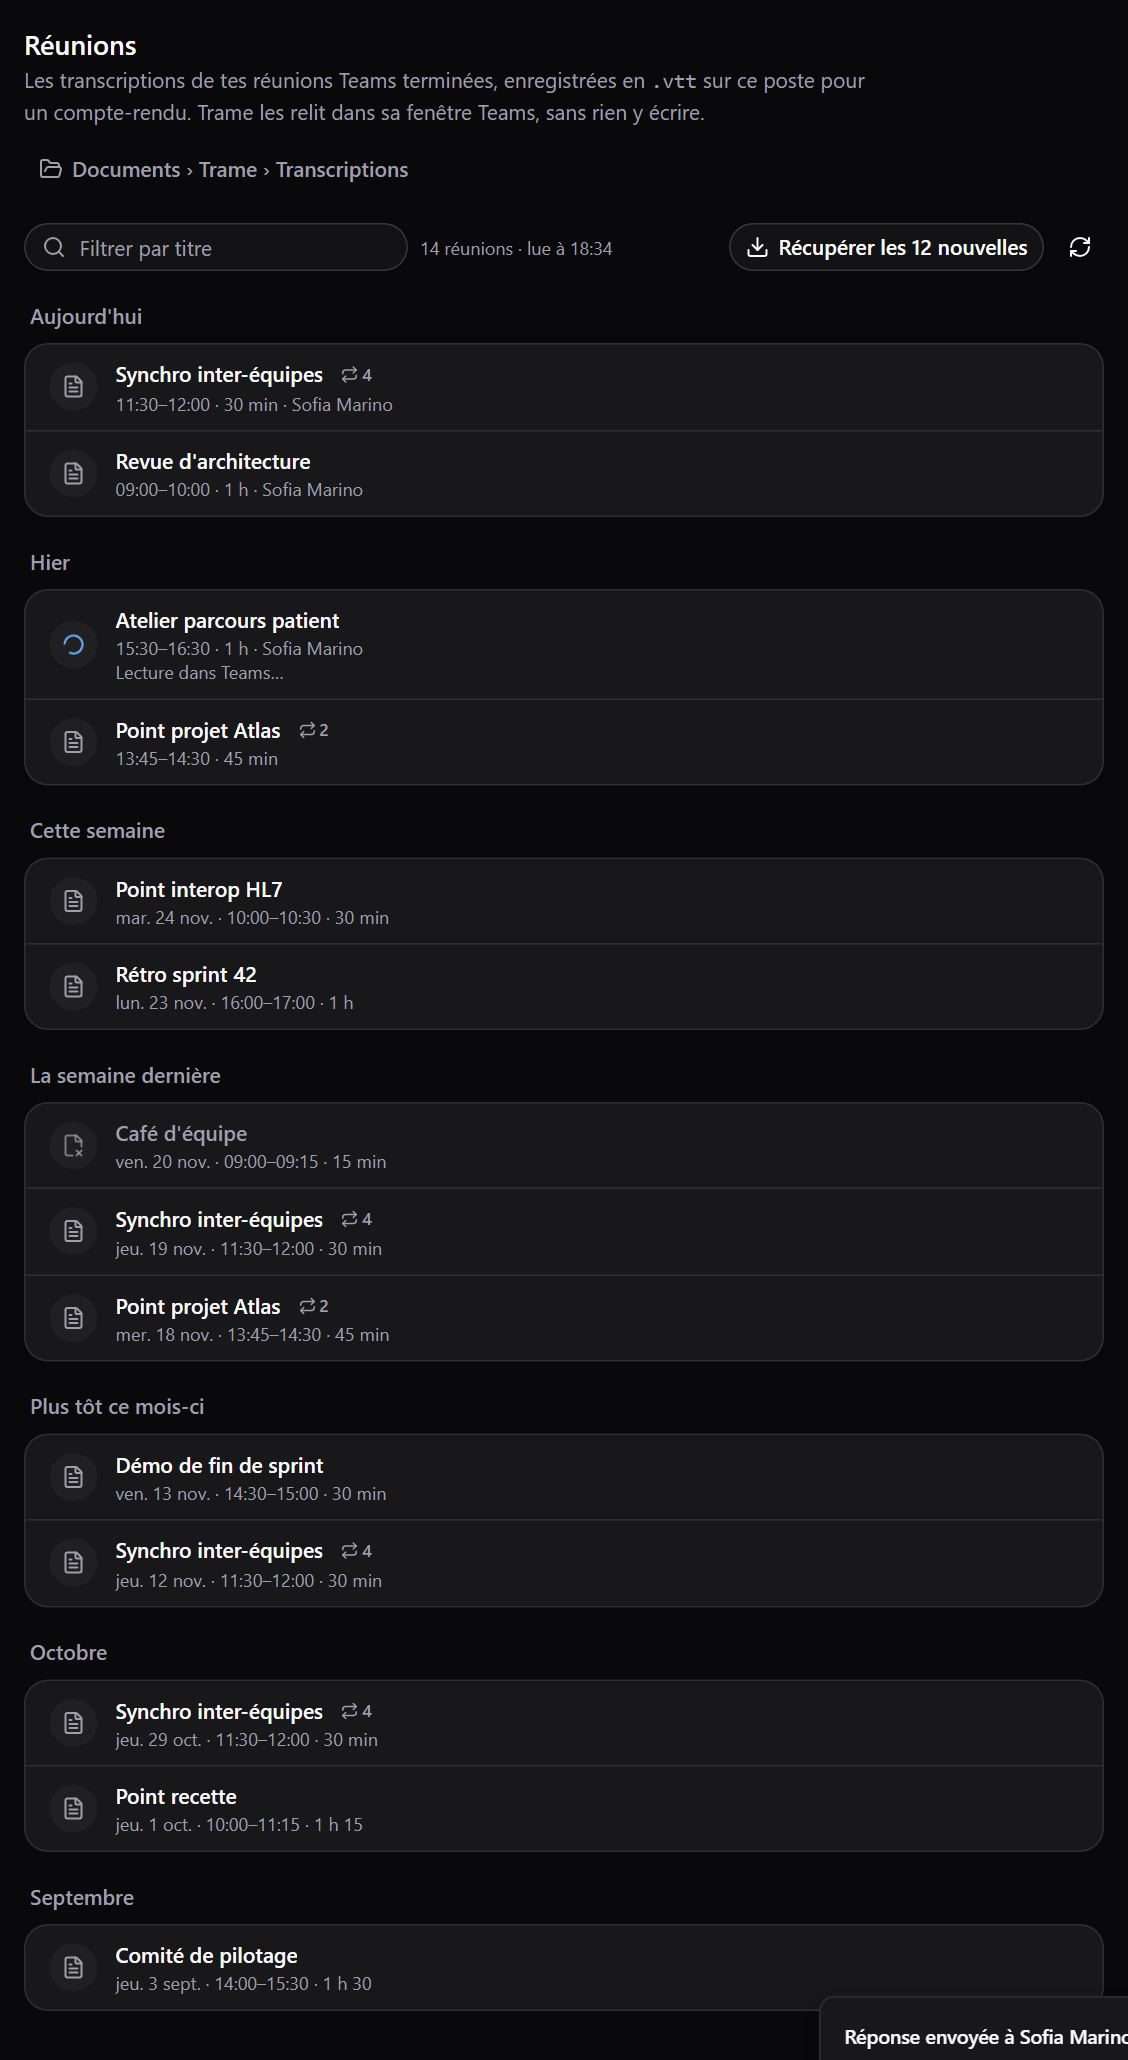 Réunions
Les transcriptions de tes réunions Teams terminées, enregistrées en .vtt sur ce poste pour
un compte-rendu. Trame les relit dans sa fenêtre Teams, sans rien y écrire.
Documents › Trame › Transcriptions
Filtrer par titre
14 réunions · lue à 18:34
Récupérer les 12 nouvelles
Aujourd'hui
Synchro inter-équipes 4
11:30–12:00 · 30 min · Sofia Marino
Revue d'architecture
09:00–10:00 · 1 h · Sofia Marino
Hier
Atelier parcours patient
15:30–16:30 · 1 h · Sofia Marino
Lecture dans Teams…
Point projet Atlas 2
13:45–14:30 · 45 min
Cette semaine
Point interop HL7
mar. 24 nov. · 10:00–10:30 · 30 min
Rétro sprint 42
lun. 23 nov. · 16:00–17:00 · 1 h
La semaine dernière
Café d'équipe
ven. 20 nov. · 09:00–09:15 · 15 min
Synchro inter-équipes 4
jeu. 19 nov. · 11:30–12:00 · 30 min
Point projet Atlas 2
mer. 18 nov. · 13:45–14:30 · 45 min
Plus tôt ce mois-ci
Démo de fin de sprint
ven. 13 nov. · 14:30–15:00 · 30 min
Synchro inter-équipes 4
jeu. 12 nov. · 11:30–12:00 · 30 min
Octobre
Synchro inter-équipes 4
jeu. 29 oct. · 11:30–12:00 · 30 min
Point recette
jeu. 1 oct. · 10:00–11:15 · 1 h 15
Septembre
Comité de pilotage
jeu. 3 sept. · 14:00–15:30 · 1 h 30
Réponse envoyée à Sofia Marino